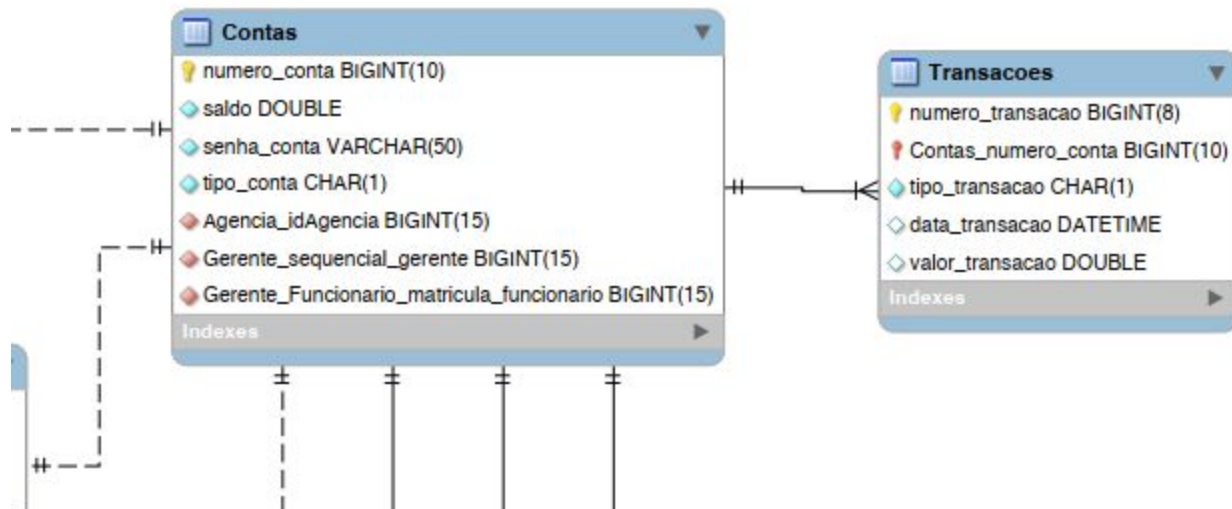 Contas
numero_conta BIGINT(10)
saldo DOUBLE
senha_conta VARCHAR(50)
tipo_conta CHAR(1)
Agencia_idAgencia BIGINT(15)
Gerente_sequencial_gerente BIGINT(15)
Gerente_Funcionario_matricula_funcionario BIGINT(15)
Indexes
Transacoes
numero_transacao BIGINT(8)
Contas_numero_conta BIGINT(10)
tipo_transacao CHAR(1)
data_transacao DATETIME
valor_transacao DOUBLE
Indexes